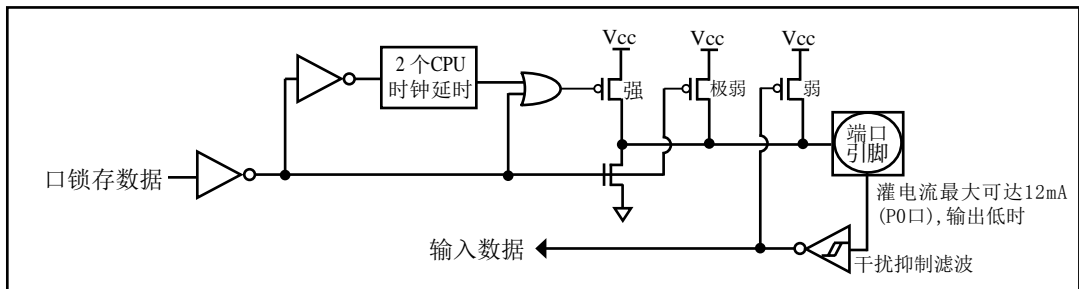 Vcc
Vcc
Vcc
2 个CPU
时钟延时
强
极弱
弱
端口
引脚
口锁存数据
灌电流最大可达12mA
(P0口),输出低时
输入数据
干扰抑制滤波